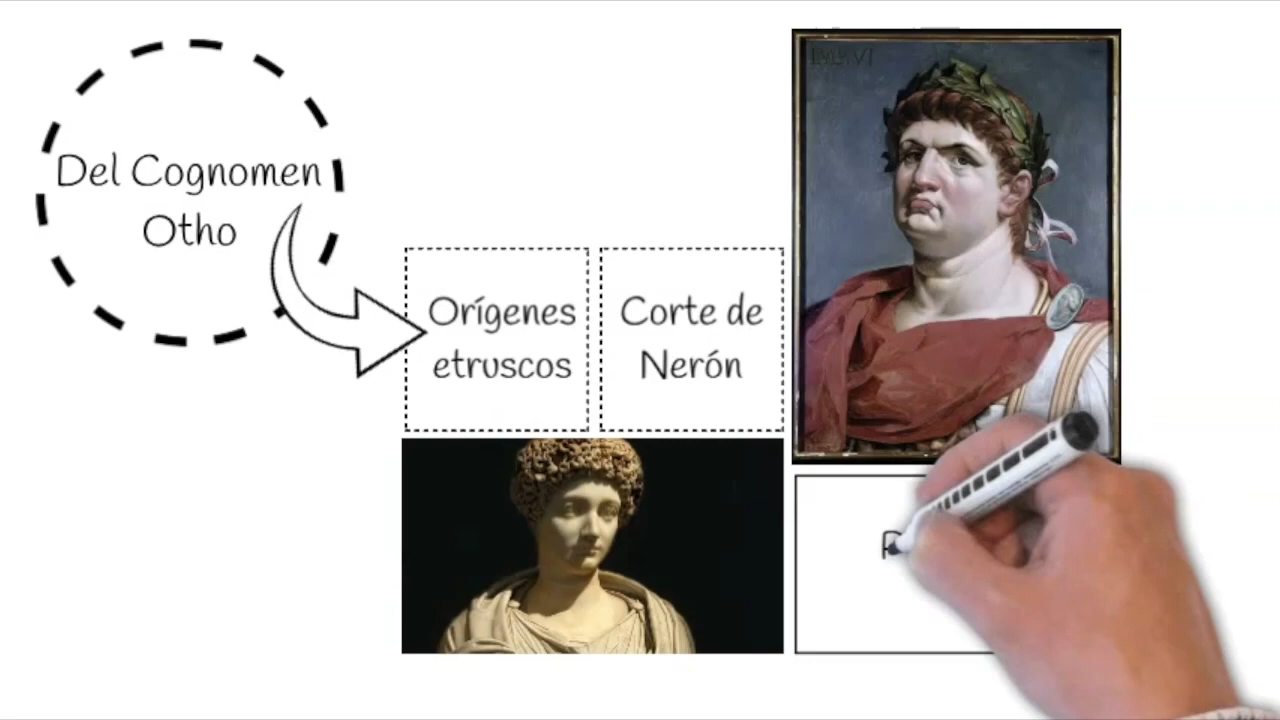 Del Cognomen
Otho
Orígenes
etruscos
Corte de
Nerón